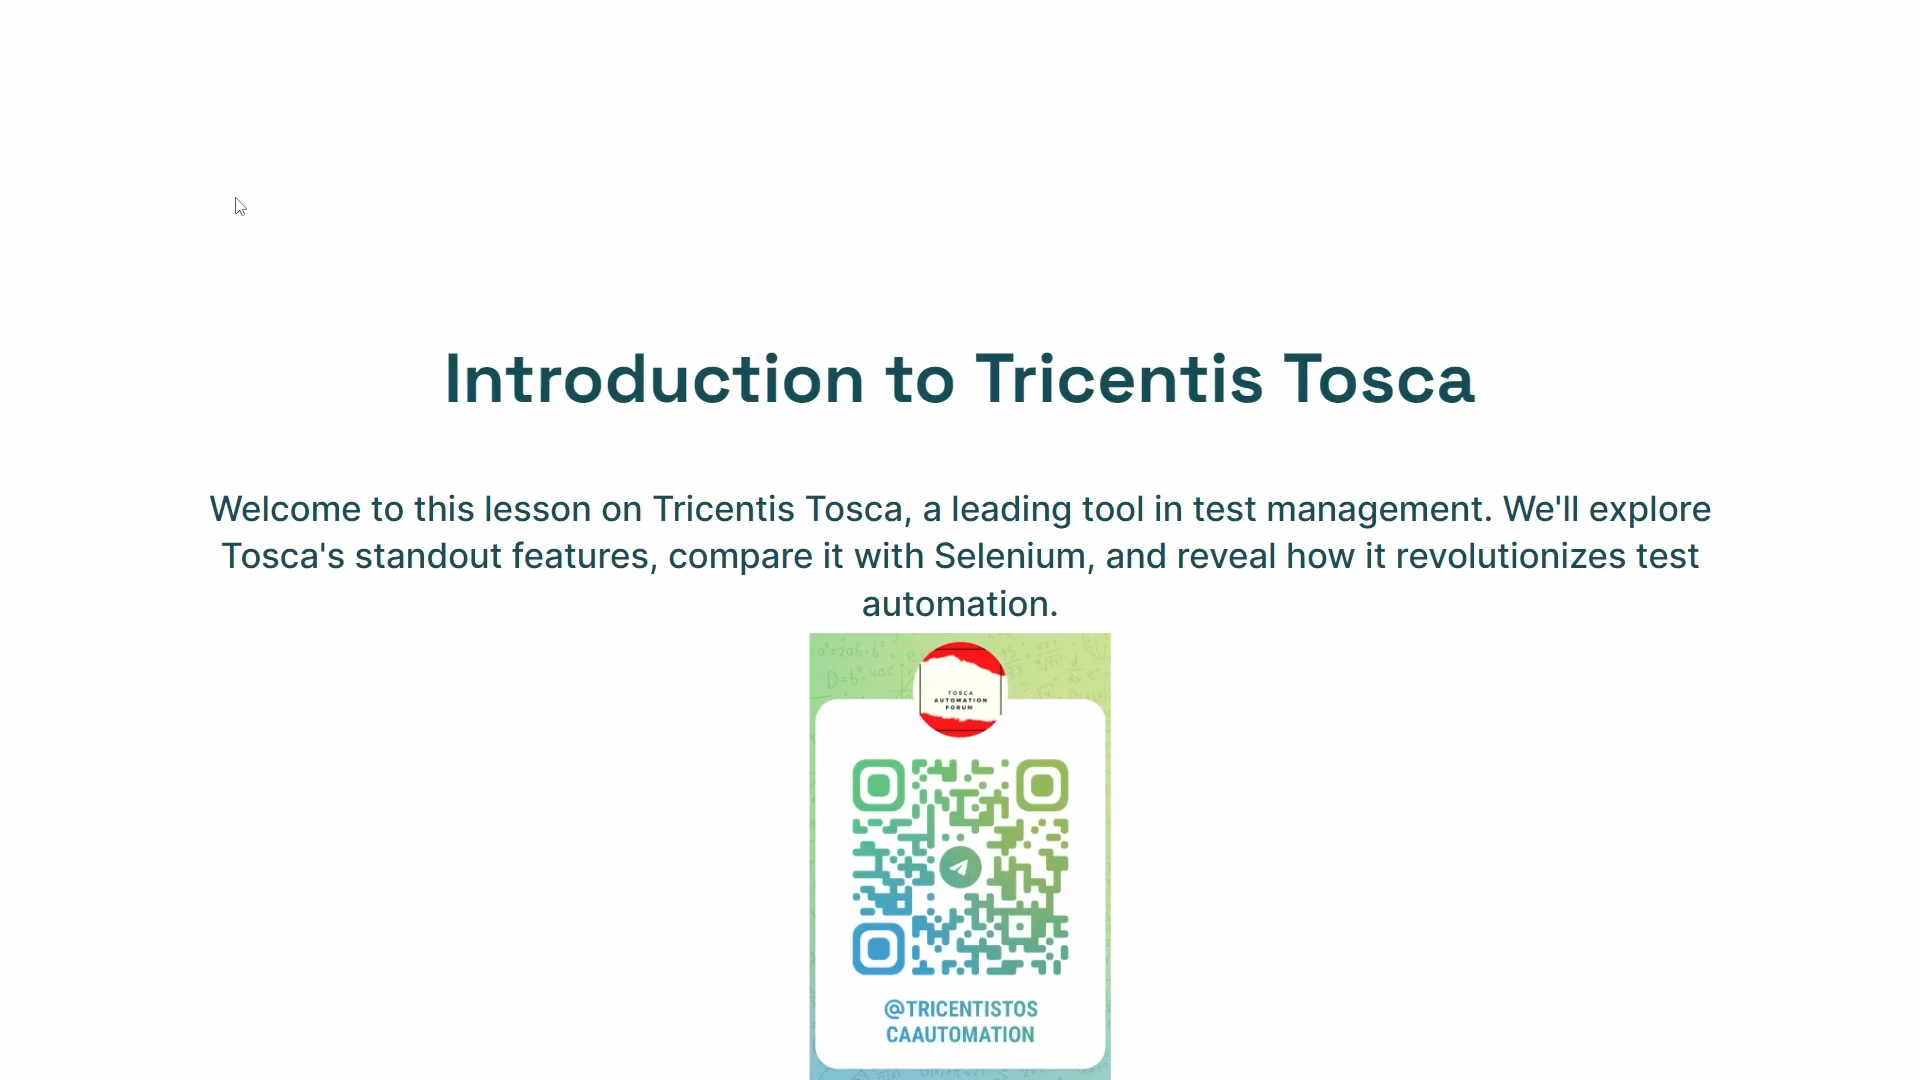 Introduction to Tricentis Tosca
Welcome to this lesson on Tricentis Tosca, a leading tool in test management. We'll explore
Tosca's standout features, compare it with Selenium, and reveal how it revolutionizes test
automation.
TOSCA
AUTOMATION
FORUM
@TRICENTISTOS
CAAUTOMATION